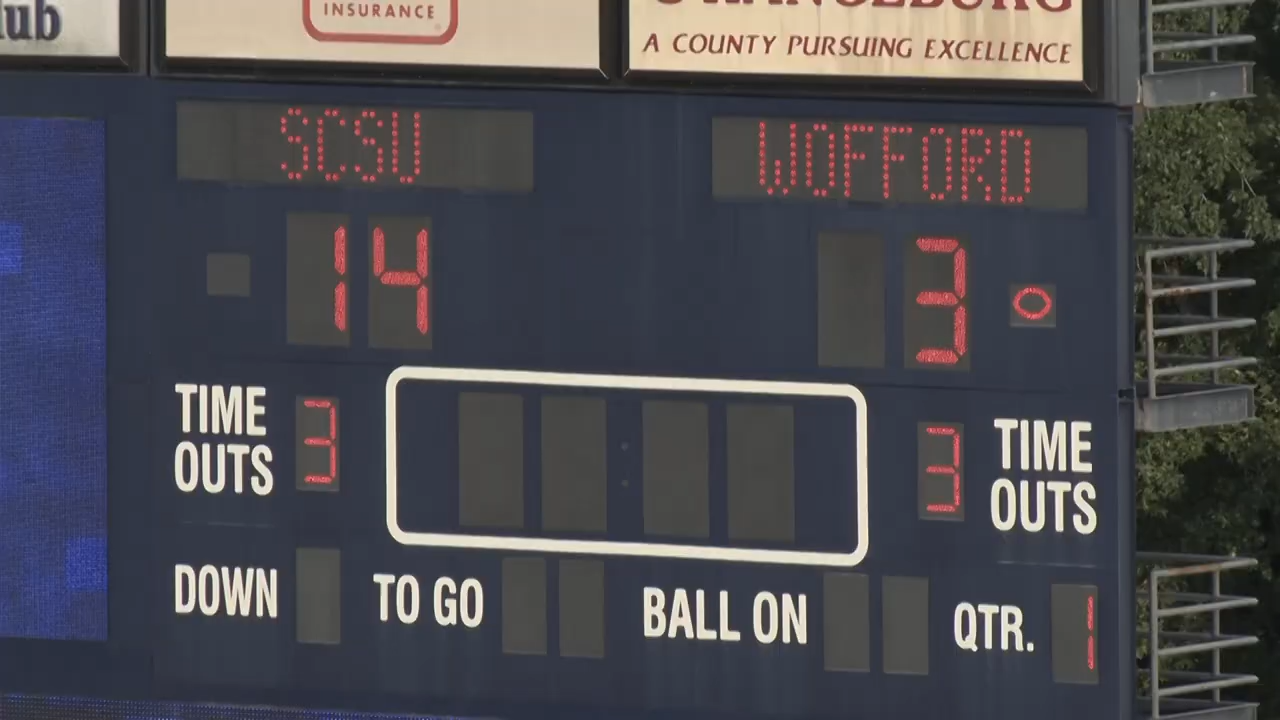 lub
INSURANCE
A COUNTY PURSUING EXCELLENCE
SCSU
WOFFORD
14
3
TIME OUTS 3
3 TIME OUTS
DOWN
TO GO
BALL ON
QTR. 1